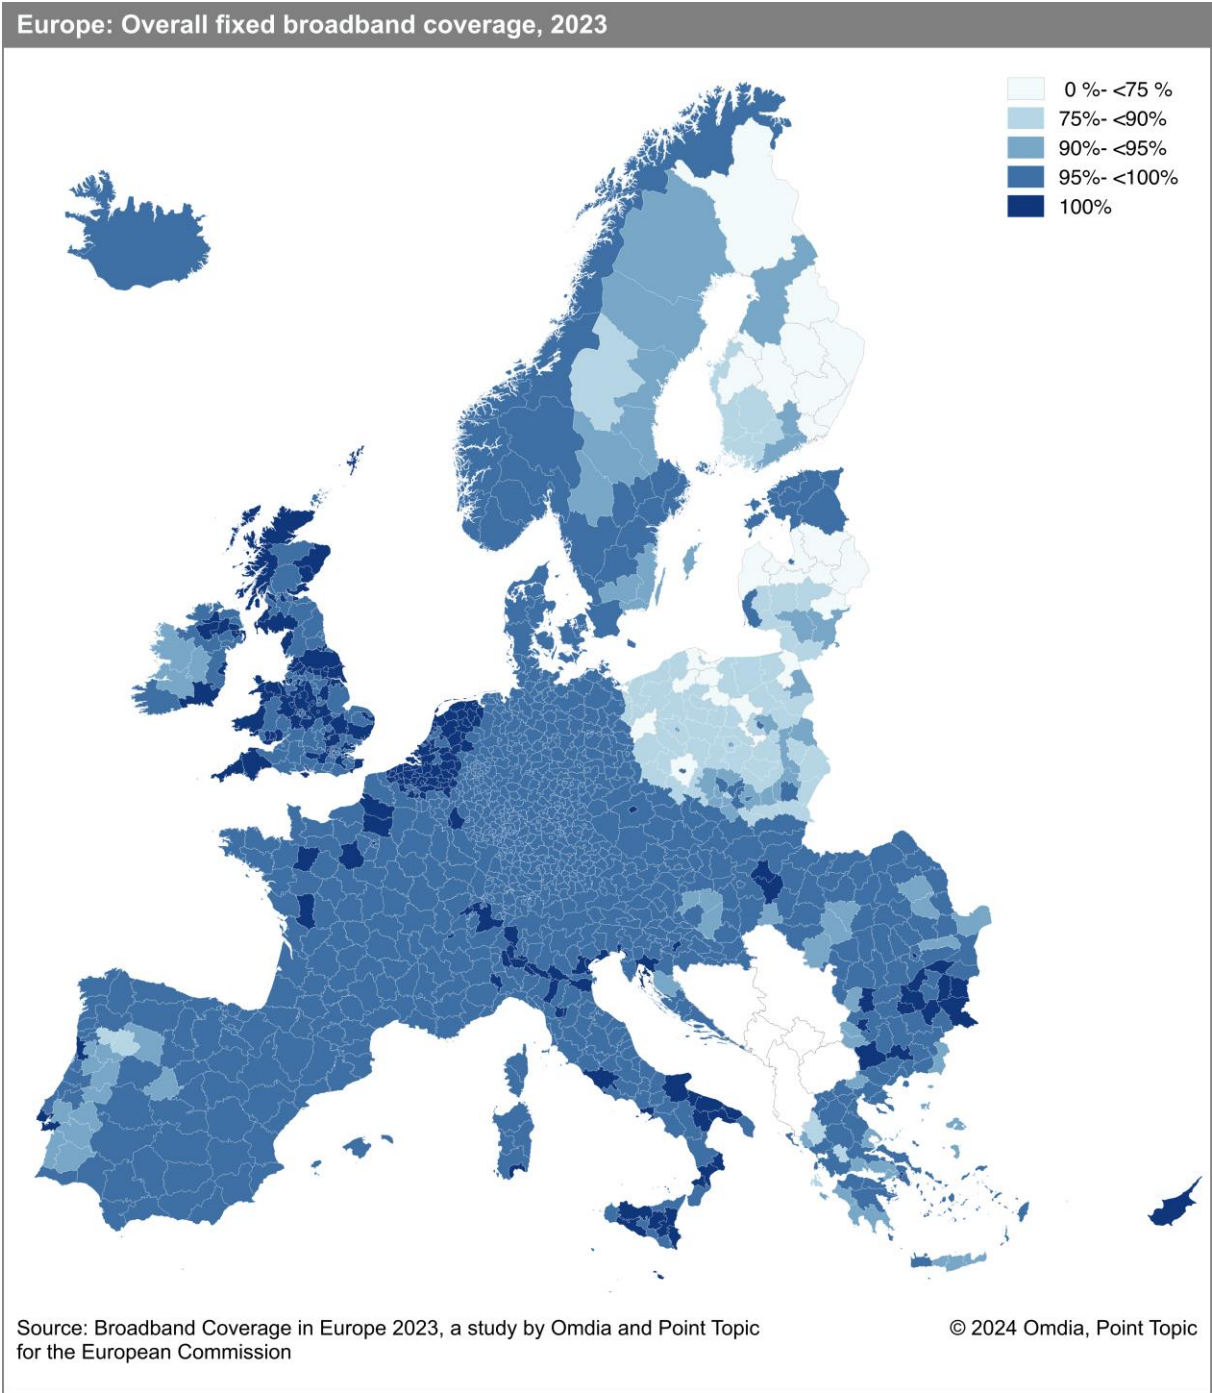 Europe: Overall fixed broadband coverage, 2023
0 %- <75 %
75%- <90%
90%- <95%
95%- <100%
100%
Source: Broadband Coverage in Europe 2023, a study by Omdia and Point Topic
for the European Commission
© 2024 Omdia, Point Topic